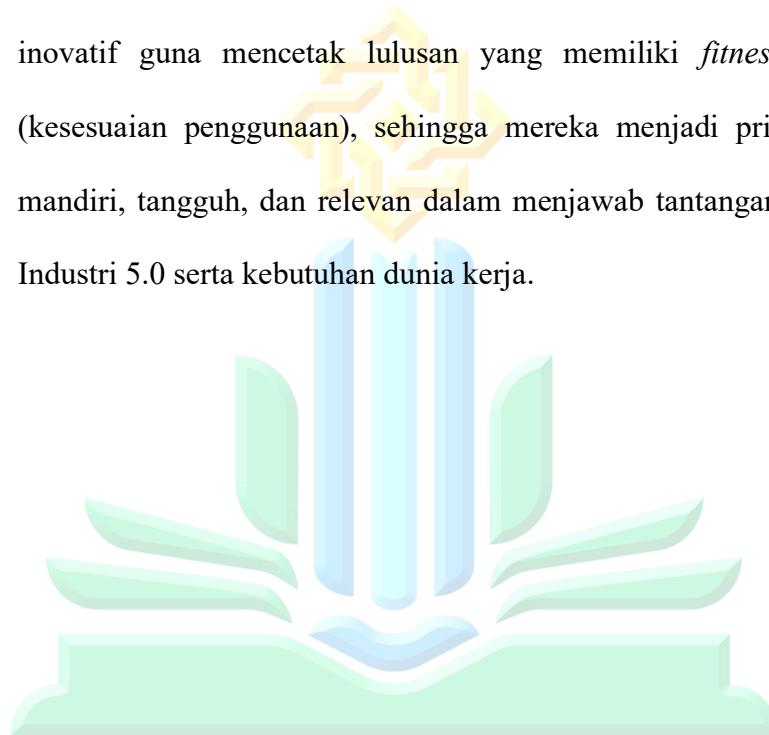 inovatif guna mencetak lulusan yang memiliki fitnes
(kesesuaian penggunaan), sehingga mereka menjadi pri
mandiri, tangguh, dan relevan dalam menjawab tantangan
Industri 5.0 serta kebutuhan dunia kerja.